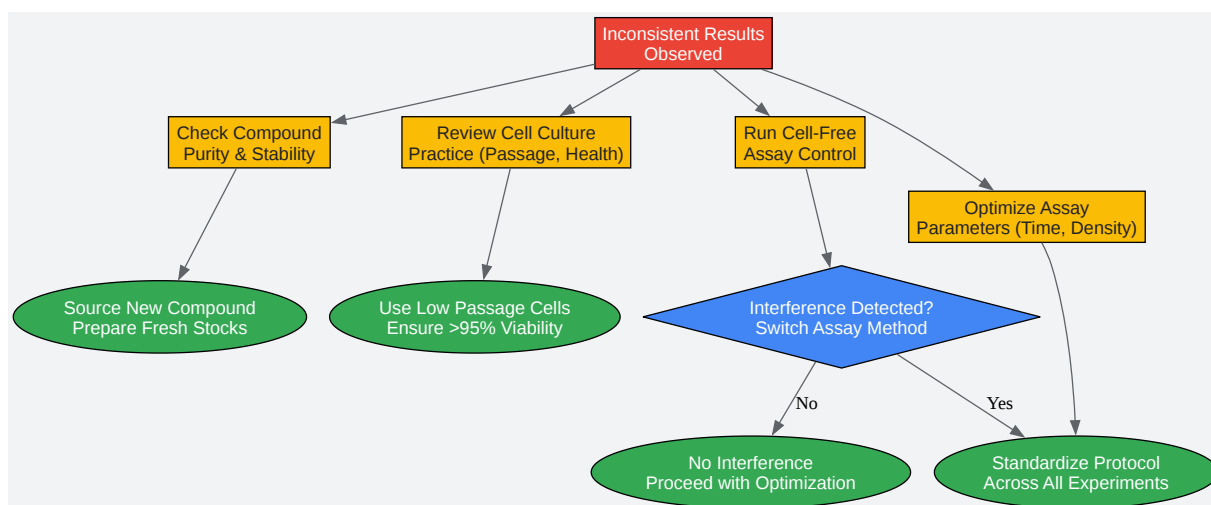 Inconsistent Results
Observed
Check Compound
Purity & Stability
Review Cell Culture
Practice (Passage, Health)
Run Cell-Free
Assay Control
Optimize Assay
Parameters (Time, Density)
Source New Compound
Prepare Fresh Stocks
Use Low Passage Cells
Ensure >95% Viability
Interference Detected?
Switch Assay Method
No
Yes
No Interference
Proceed with Optimization
Standardize Protocol
Across All Experiments